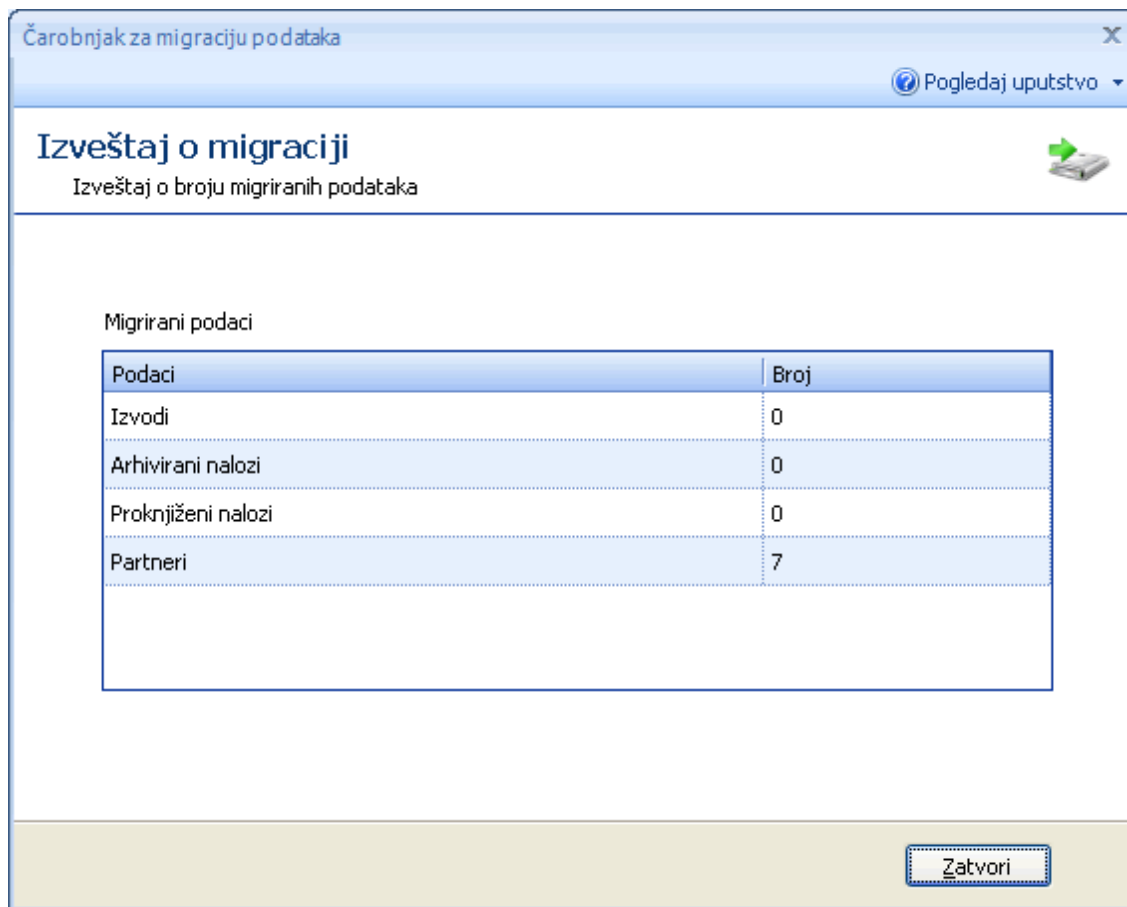 Čarobnjak za migraciju podataka
Pogledaj uputstvo
Izveštaj o migraciji
Izveštaj o broju migriranih podataka
Migrirani podaci
Podaci Broj
Izvodi 0
Arhivirani nalozi 0
Proknjiženi nalozi 0
Partneri 7
Zatvori